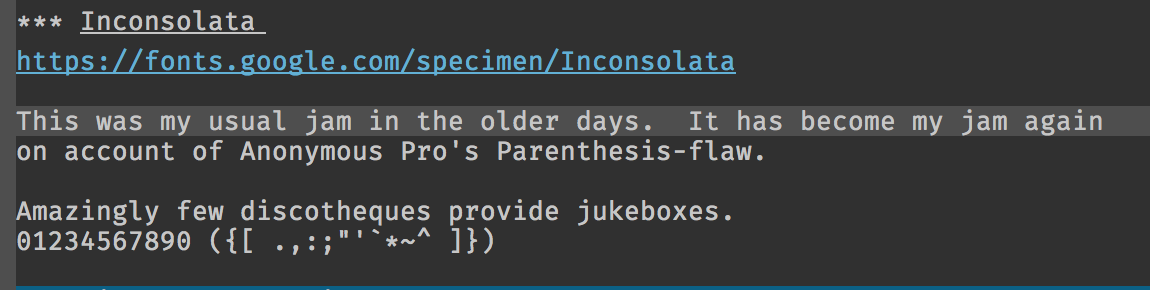 *** Inconsolata
https://fonts.google.com/specimen/Inconsolata
This was my usual jam in the older days.  It has become my jam again
on account of Anonymous Pro's Parenthesis-flaw.
Amazingly few discotheques provide jukeboxes.
01234567890 ({[ .,:;"'`*~^ ]})